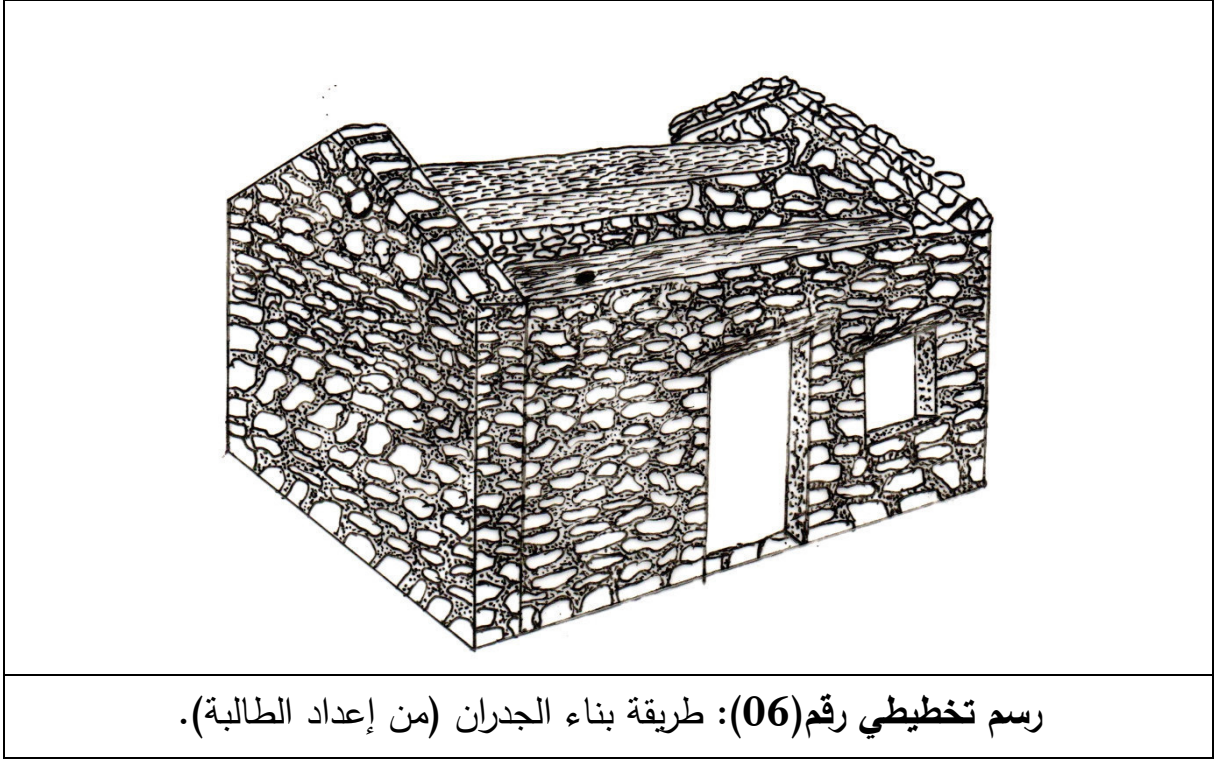 رسم تخطيطي رقم(06): طريقة بناء الجدران (من إعداد الطالبة).